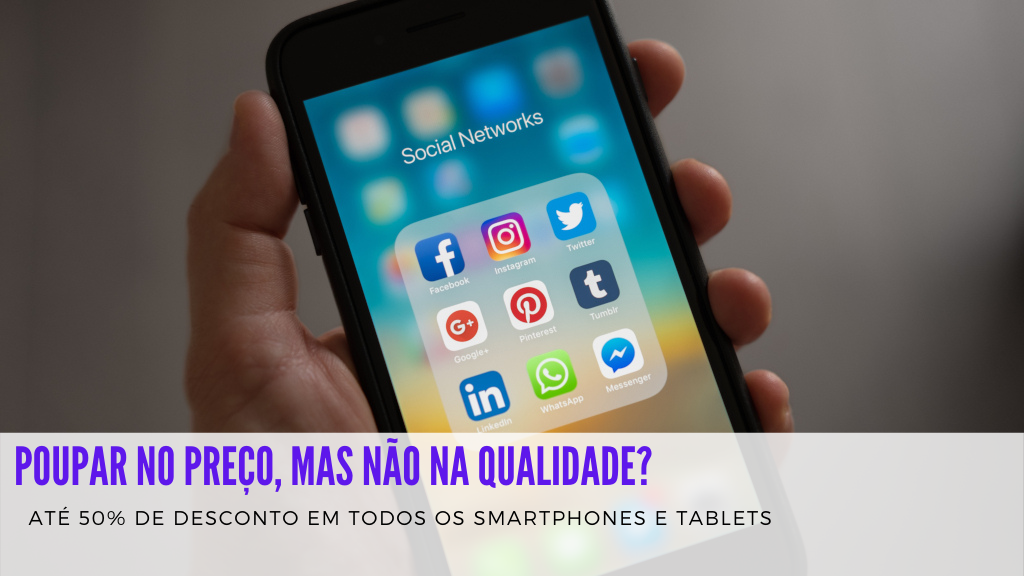 Social Networks
Facebook
Instagram
Twitter
Google+
Pinterest
Tumblr
LinkedIn
WhatsApp
Messenger
POUPAR NO PREÇO, MAS NÃO NA QUALIDADE?
ATÉ 50% DE DESCONTO EM TODOS OS SMARTPHONES E TABLETS